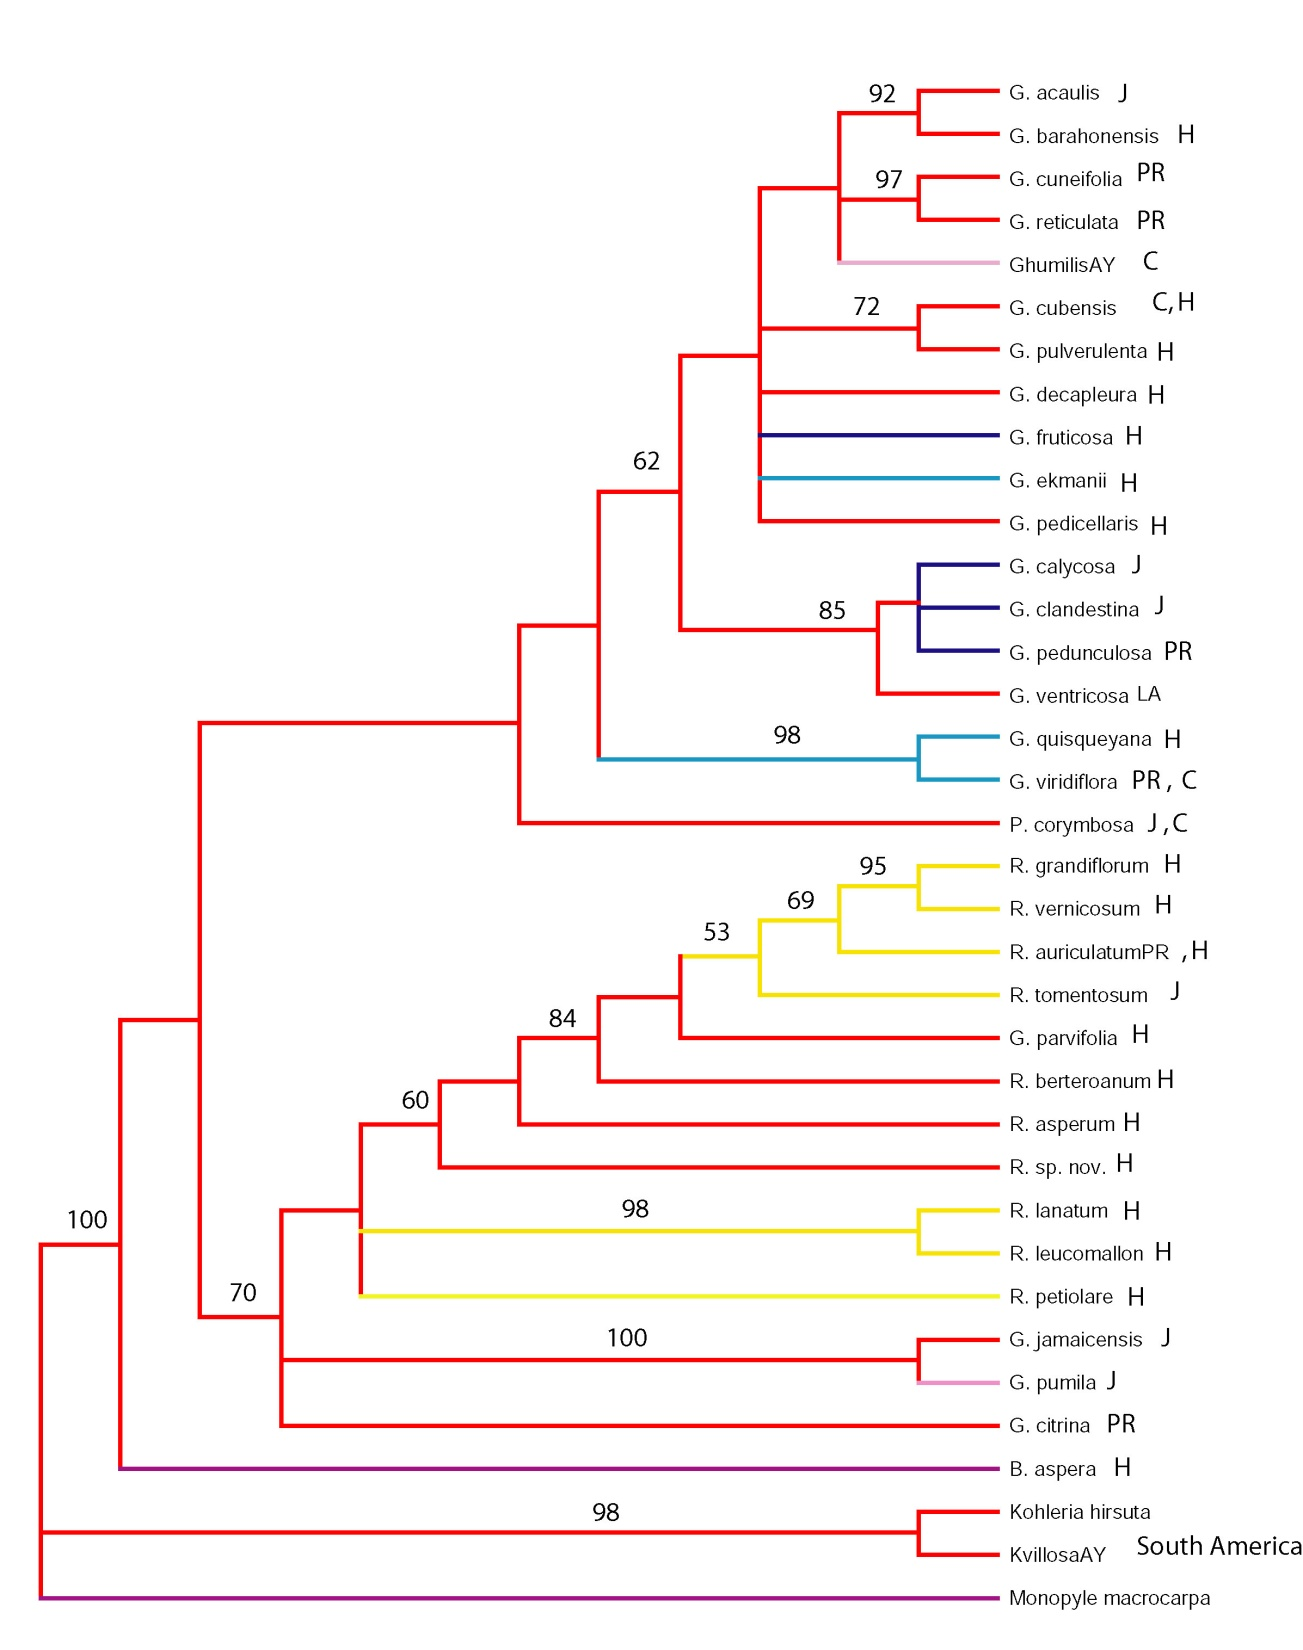 92
G. acaulis J
G. barahonensis H
97
G. cuneifolia PR
G. reticulata PR
GhumilisAY C
72
G. cubensis C, H
G. pulverulenta H
G. decapleura H
G. fruticosa H
62
G. ekmanii H
G. pedicellaris H
G. calycosa J
85
G. clandestina J
G. pedunculosa PR
G. ventricosa LA
98
G. quisqueyana H
G. viridiflora PR , C
P. corymbosa J , C
95
R. grandiflorum H
69
R. vernicosum H
53
R. auriculatumPR , H
R. tomentosum J
84
G. parvifolia H
R. berteroanum H
60
R. asperum H
R. sp. nov. H
98
R. lanatum H
100
R. leucomallon H
70
R. petiolare H
100
G. jamaicensis J
G. pumila J
G. citrina PR
B. aspera H
98
Kohleria hirsuta
KvillosaAY South America
Monopyle macrocarpa